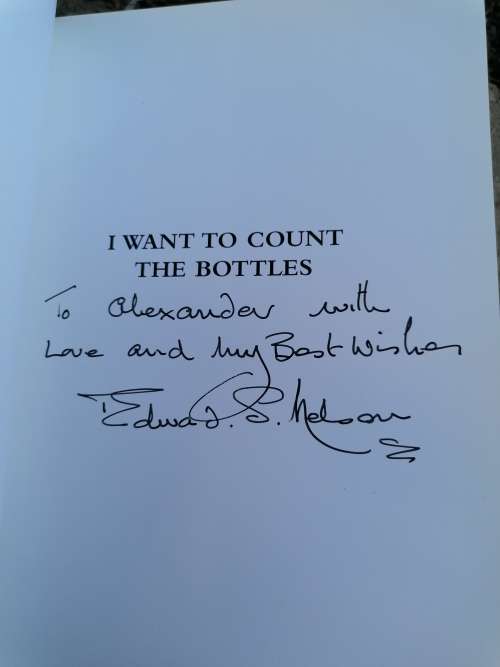 I WANT TO COUNT
THE BOTTLES
To Alexander with
Love and my Best Wishes
Edward. S. Nelson